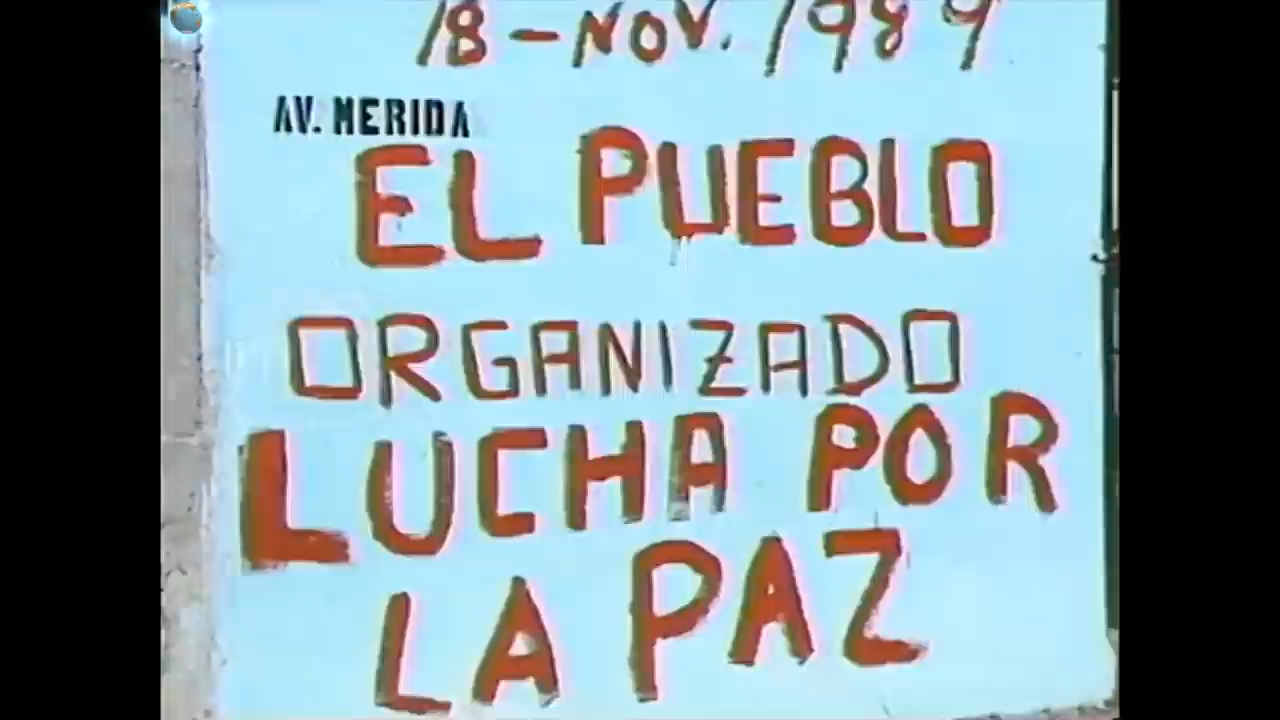 18-NOV. 1989
AV. MERIDA
EL PUEBLO
ORGANIZADO
LUCHA POR
LA PAZ